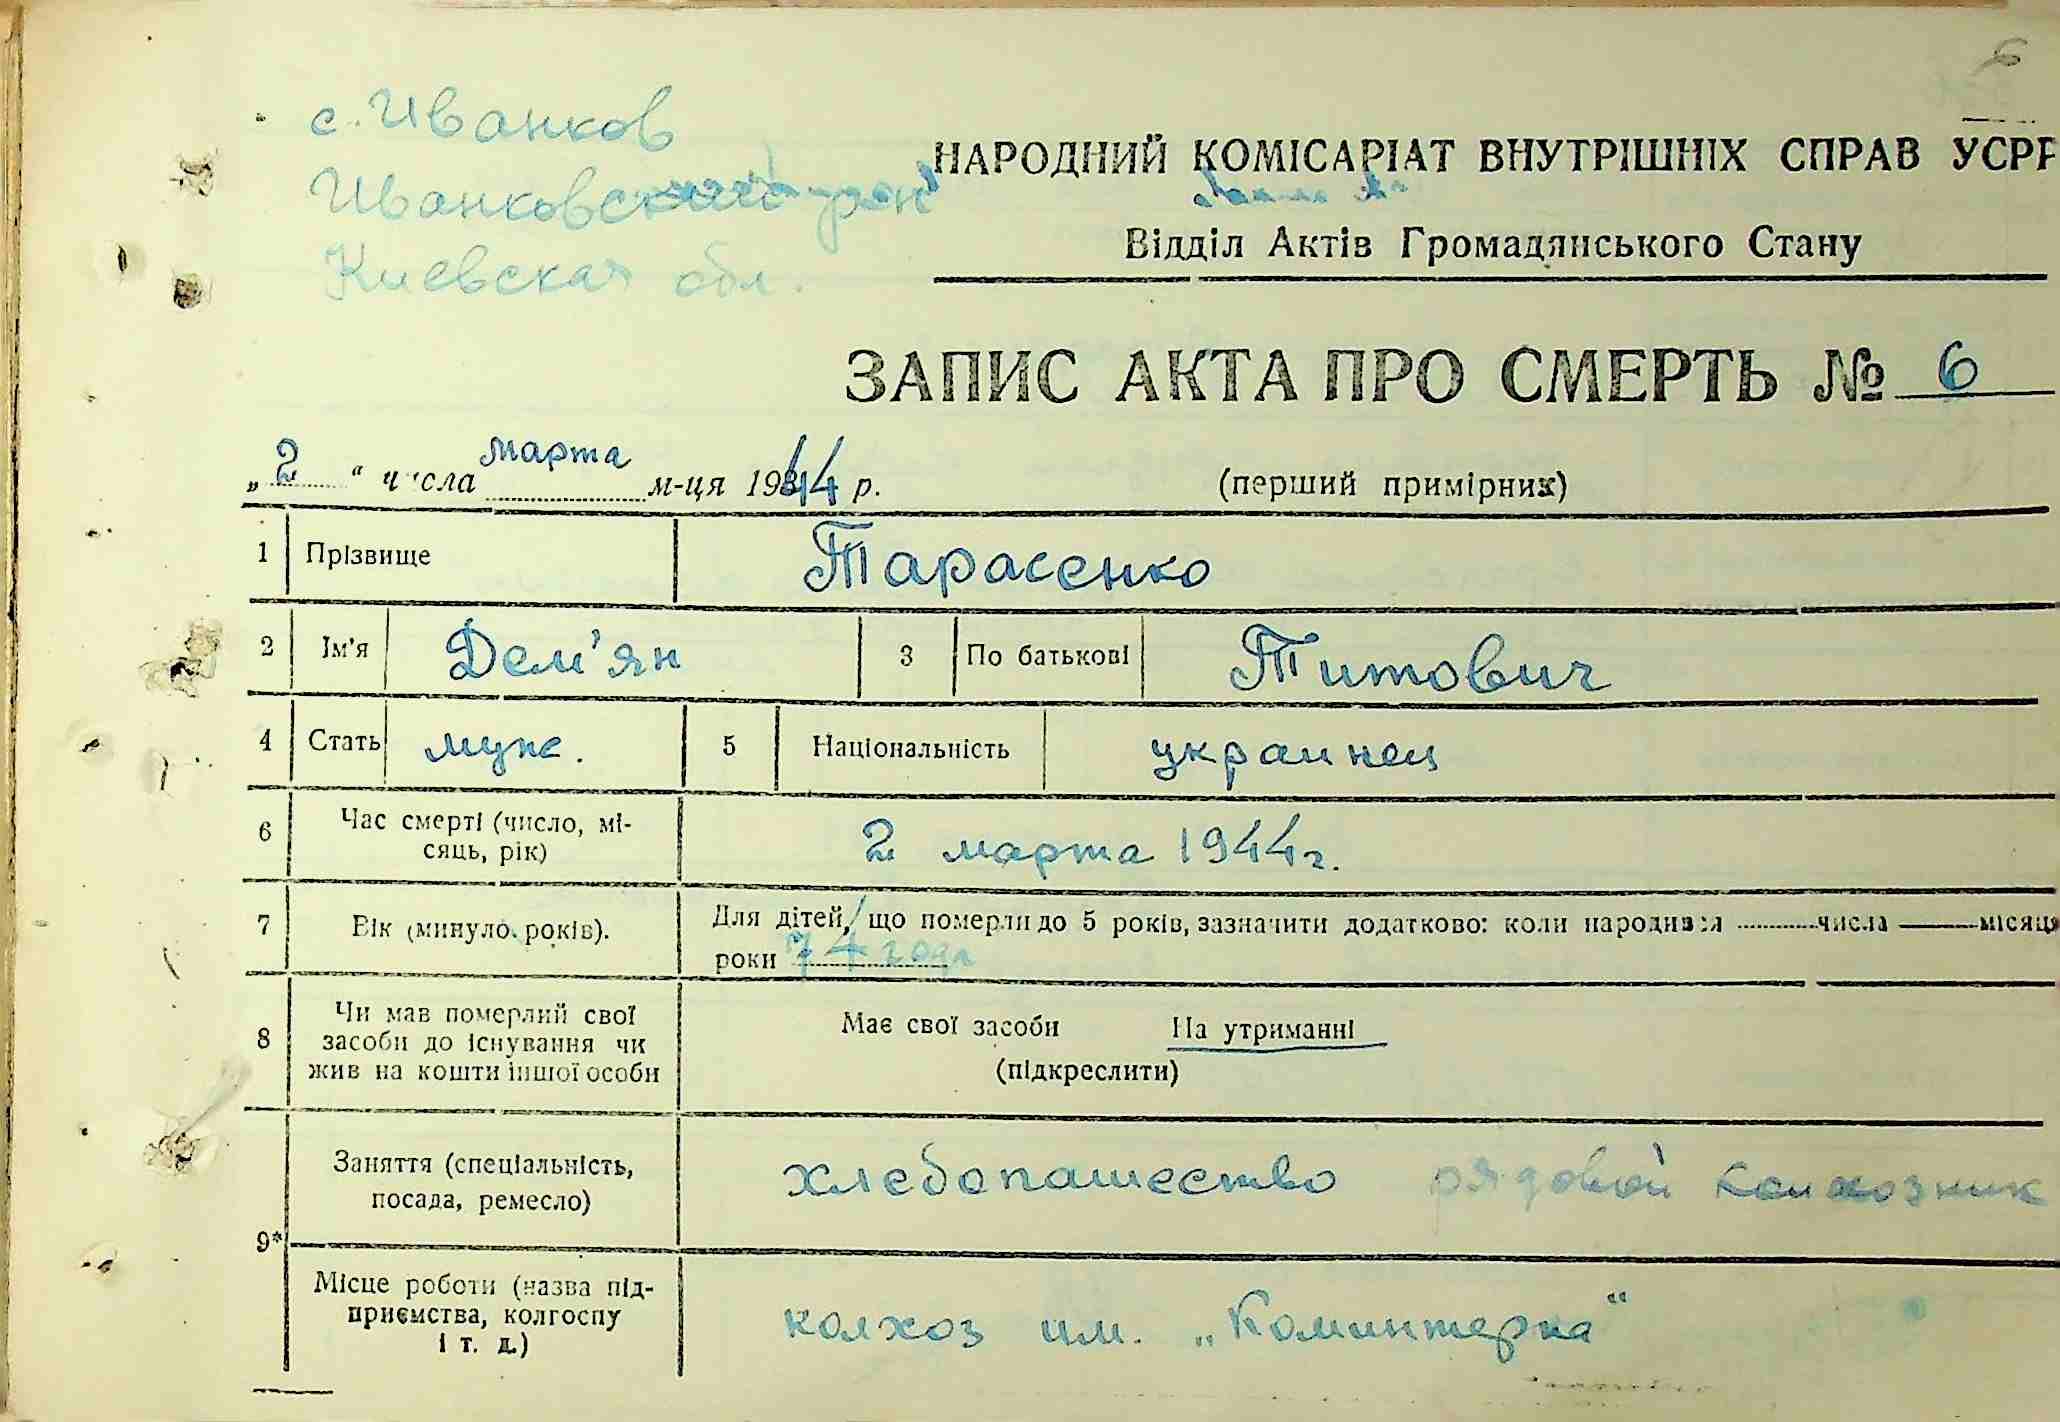 6
с. Иванков
Иванковский р-он
Киевская обл.
НАРОДНИЙ КОМІСАРІАТ ВНУТРІШНІХ СПРАВ УСРР
Відділ Актів Громадянського Стану
ЗАПИС АКТА ПРО СМЕРТЬ № 6
„2“ числа марта м-ця 1944 р. (перший примірник)
1 Прізвище Тарасенко
2 Ім'я Дем'ян 3 По батькові Титович
4 Стать муж. 5 Національність украинец
6 Час смерті (число, мі-
сяць, рік) 2 марта 1944 г.
7 Вік (минуло років). Для дітей, що померли до 5 років, зазначити додатково: коли народився числа місяця
роки 74 года
8 Чи мав померлий свої
засоби до існування чи
жив на кошти іншої особи
Має свої засоби На утриманні
(підкреслити)
9* Заняття (спеціальність,
посада, ремесло) хлебопашество рядовой колхозник
Місце роботи (назва під-
приємства, колгоспу
і т. д.)
колхоз им. „Коминтерна“